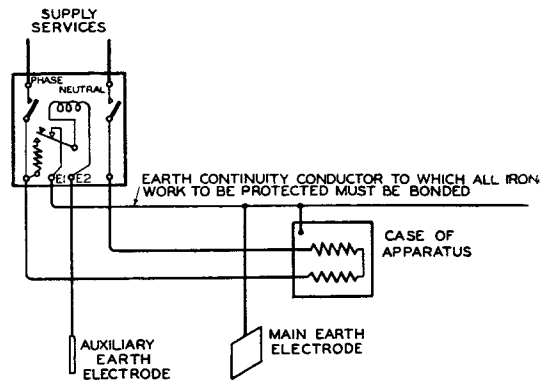 SUPPLY
SERVICES
PHASE
NEUTRAL
E1 E2
EARTH CONTINUITY CONDUCTOR TO WHICH ALL IRON-
WORK TO BE PROTECTED MUST BE BONDED
CASE OF
APPARATUS
AUXILIARY
EARTH
ELECTRODE
MAIN EARTH
ELECTRODE